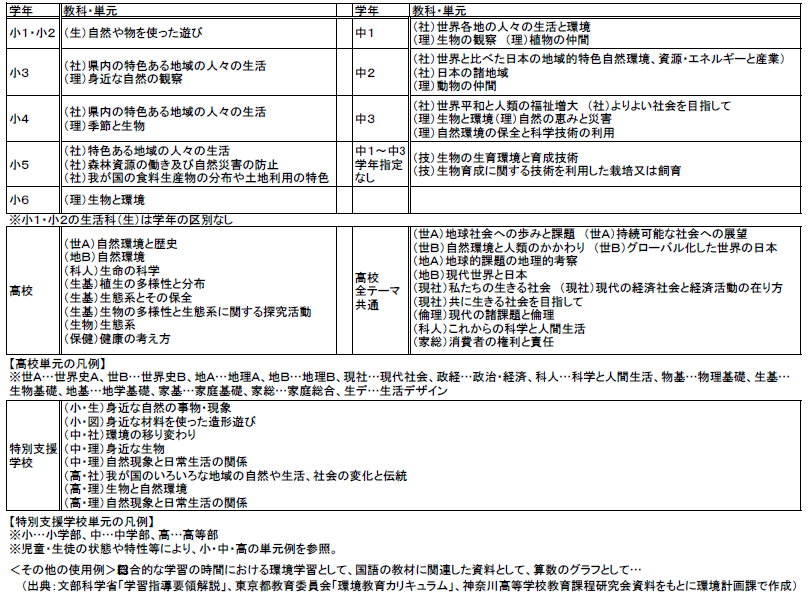 学年 教科・単元 学年 教科・単元
小1・小2 （生）自然や物を使った遊び
中1 （社）世界各地の人々の生活と環境
（理）生物の観察 （理）植物の仲間
小3 （社）県内の特色ある地域の人々の生活
（理）身近な自然の観察
中2 （社）世界と比べた日本の地域的特色自然環境、資源・エネルギーと産業）
（社）日本の諸地域
（理）動物の仲間
小4 （社）県内の特色ある地域の人々の生活
（理）季節と生物
中3 （社）世界平和と人類の福祉増大 （社）よりよい社会を目指して
（理）生物と環境（理）自然の恵みと災害
（理）自然環境の保全と科学技術の利用
小5 （社）特色ある地域の人々の生活
（社）森林資源の働き及び自然災害の防止
（社）我が国の食料生産物の分布や土地利用の特色
中1～中3
学年指定
なし
（技）生物の生育環境と育成技術
（技）生物育成に関する技術を利用した栽培又は飼育
小6 （理）生物と環境
※小1・小2の生活科（生）は学年の区別なし
高校
（世A）自然環境と歴史
（地B）自然環境
（科人）生命の科学
（生基）植生の多様性と分布
（生基）生態系とその保全
（生基）生物の多様性と生態系に関する探究活動
（生物）生態系
（保健）健康の考え方
高校
全テーマ
共通
（世A）地球社会への歩みと課題 （世A）持続可能な社会への展望
（世B）自然環境と人類のかかわり （世B）グローバル化した世界の日本
（地A）地球的課題の地理的考察
（地B）現代世界と日本
（現社）私たちの生きる社会 （現社）現代の経済社会と経済活動の在り方
（現社）共に生きる社会を目指して
（倫理）現代の諸課題と倫理
（科人）これからの科学と人間生活
（家総）消費者の権利と責任
【高校単元の凡例】
※世A…世界史A、世B…世界史B、地A…地理A、地B…地理B、現社…現代社会、政経…政治・経済、科人…科学と人間生活、物基…物理基礎、生基…
生物基礎、地基…地学基礎、家基…家庭基礎、家総…家庭総合、生デ…生活デザイン
特別支援
学校
（小・生）身近な自然の事物・現象
（小・図）身近な材料を使った造形遊び
（中・社）環境の移り変わり
（中・理）身近な生物
（中・理）自然現象と日常生活の関係
（高・社）我が国のいろいろな地域の自然や生活、社会の変化と伝統
（高・理）生物と自然環境
（高・理）自然現象と日常生活の関係
【特別支援学校単元の凡例】
※小…小学部、中…中学部、高…高等部
※児童・生徒の状態や特性等により、小・中・高の単元例を参照。
＜その他の使用例＞合的な学習の時間における環境学習として、国語の教材に関連した資料として、算数のグラフとして…
（出典：文部科学省「学習指導要領解説」、東京都教育委員会「環境教育カリキュラム」、神奈川高等学校教育課程研究会資料をもとに環境計画課で作成）